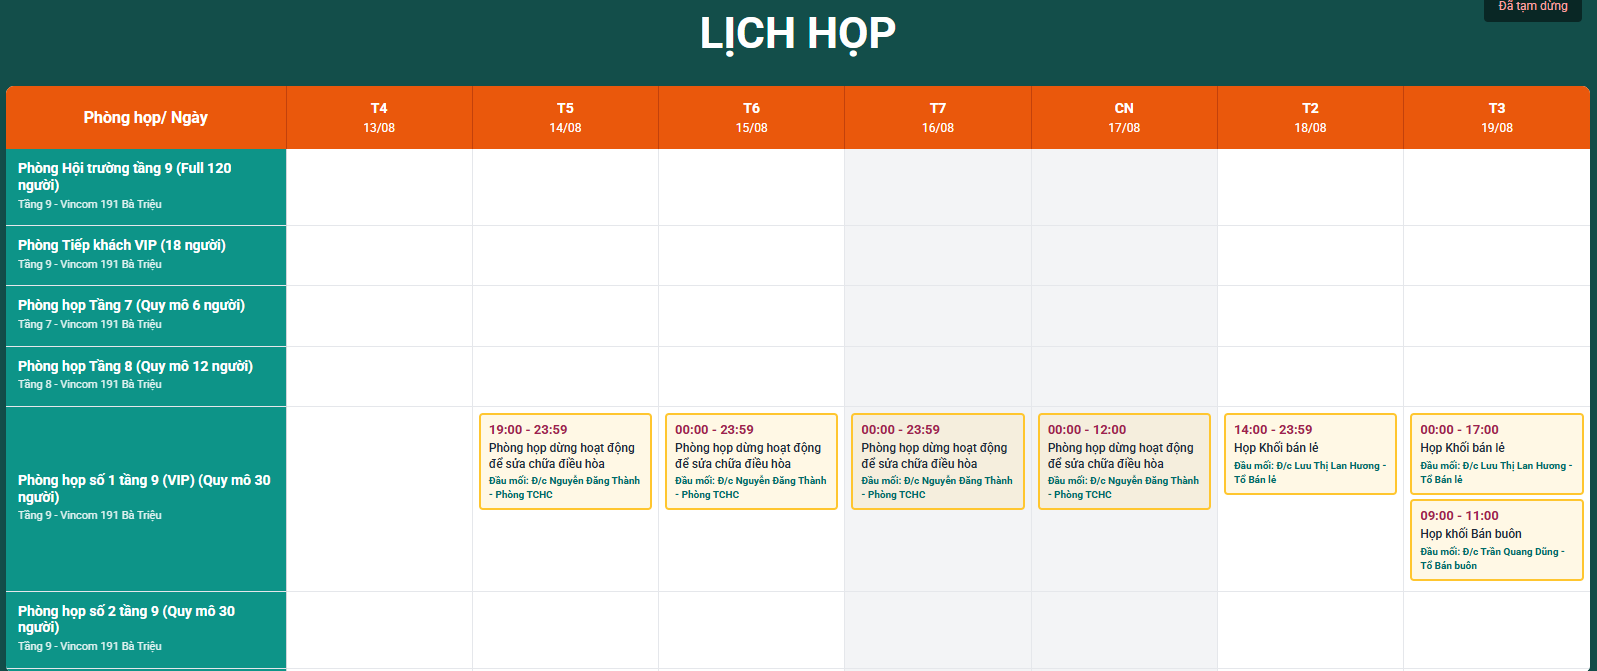 Đã tạm dừng
LỊCH HỌP
Phòng họp/ Ngày
T4
13/08
T5
14/08
T6
15/08
T7
16/08
CN
17/08
T2
18/08
T3
19/08
Phòng Hội trường tầng 9 (Full 120
người)
Tầng 9 - Vincom 191 Bà Triệu
Phòng Tiếp khách VIP (18 người)
Tầng 9 - Vincom 191 Bà Triệu
Phòng họp Tầng 7 (Quy mô 6 người)
Tầng 7 - Vincom 191 Bà Triệu
Phòng họp Tầng 8 (Quy mô 12 người)
Tầng 8 - Vincom 191 Bà Triệu
Phòng họp số 1 tầng 9 (VIP) (Quy mô 30
người)
Tầng 9 - Vincom 191 Bà Triệu
19:00 - 23:59
Phòng họp dừng hoạt động
để sửa chữa điều hòa
Đầu mối: Đ/c Nguyễn Đăng Thành
- Phòng TCHC
00:00 - 23:59
Phòng họp dừng hoạt động
để sửa chữa điều hòa
Đầu mối: Đ/c Nguyễn Đăng Thành
- Phòng TCHC
00:00 - 23:59
Phòng họp dừng hoạt động
để sửa chữa điều hòa
Đầu mối: Đ/c Nguyễn Đăng Thành
- Phòng TCHC
00:00 - 12:00
Phòng họp dừng hoạt động
để sửa chữa điều hòa
Đầu mối: Đ/c Nguyễn Đăng Thành
- Phòng TCHC
14:00 - 23:59
Họp Khối bán lẻ
Đầu mối: Đ/c Lưu Thị Lan Hương -
Tổ Bán lẻ
00:00 - 17:00
Họp Khối bán lẻ
Đầu mối: Đ/c Lưu Thị Lan Hương -
Tổ Bán lẻ
09:00 - 11:00
Họp khối Bán buôn
Đầu mối: Đ/c Trần Quang Dũng -
Tổ Bán buôn
Phòng họp số 2 tầng 9 (Quy mô 30
người)
Tầng 9 - Vincom 191 Bà Triệu